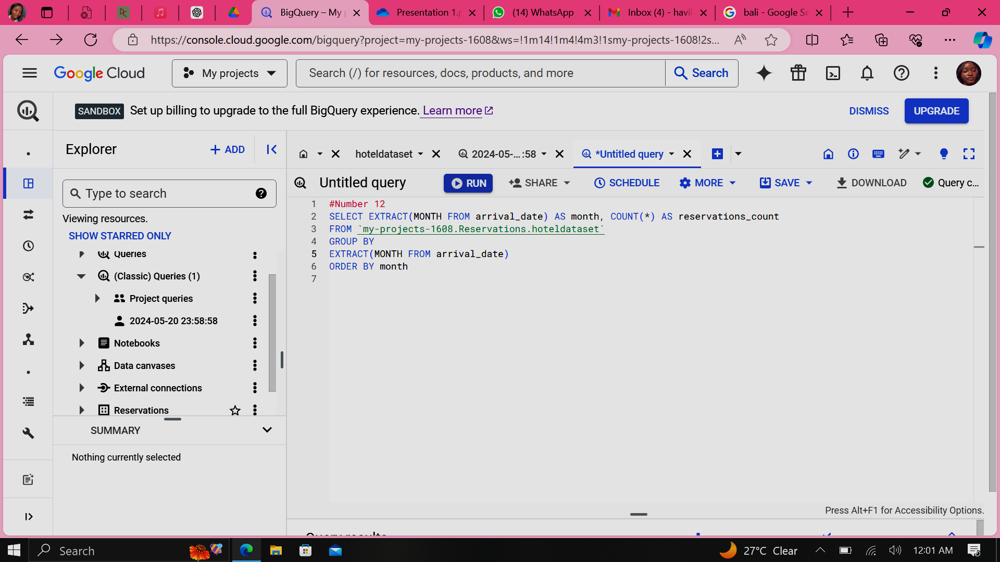 BigQuery – My p
Presentation 1.p
(14) WhatsApp
Inbox (4) - havil
bali - Google Se
https://console.cloud.google.com/bigquery?project=my-projects-1608&ws=!1m14!1m4!4m3!1smy-projects-1608!2s...
Google Cloud
My projects
Search (/) for resources, docs, products, and more
Search
SANDBOX Set up billing to upgrade to the full BigQuery experience. Learn more
DISMISS
UPGRADE
Explorer
+ ADD
hoteldataset
2024-05-...:58
*Untitled query
Type to search
Untitled query
RUN
SHARE
SCHEDULE
MORE
SAVE
DOWNLOAD
Query c...
Viewing resources.
SHOW STARRED ONLY
Queries
(Classic) Queries (1)
Project queries
2024-05-20 23:58:58
Notebooks
Data canvases
External connections
Reservations
SUMMARY
Nothing currently selected
1 #Number 12
2 SELECT EXTRACT(MONTH FROM arrival_date) AS month, COUNT(*) AS reservations_count
3 FROM `my-projects-1608.Reservations.hoteldataset`
4 GROUP BY
5 EXTRACT(MONTH FROM arrival_date)
6 ORDER BY month
7
Press Alt+F1 for Accessibility Options.
Query results
Search
27°C Clear
12:01 AM